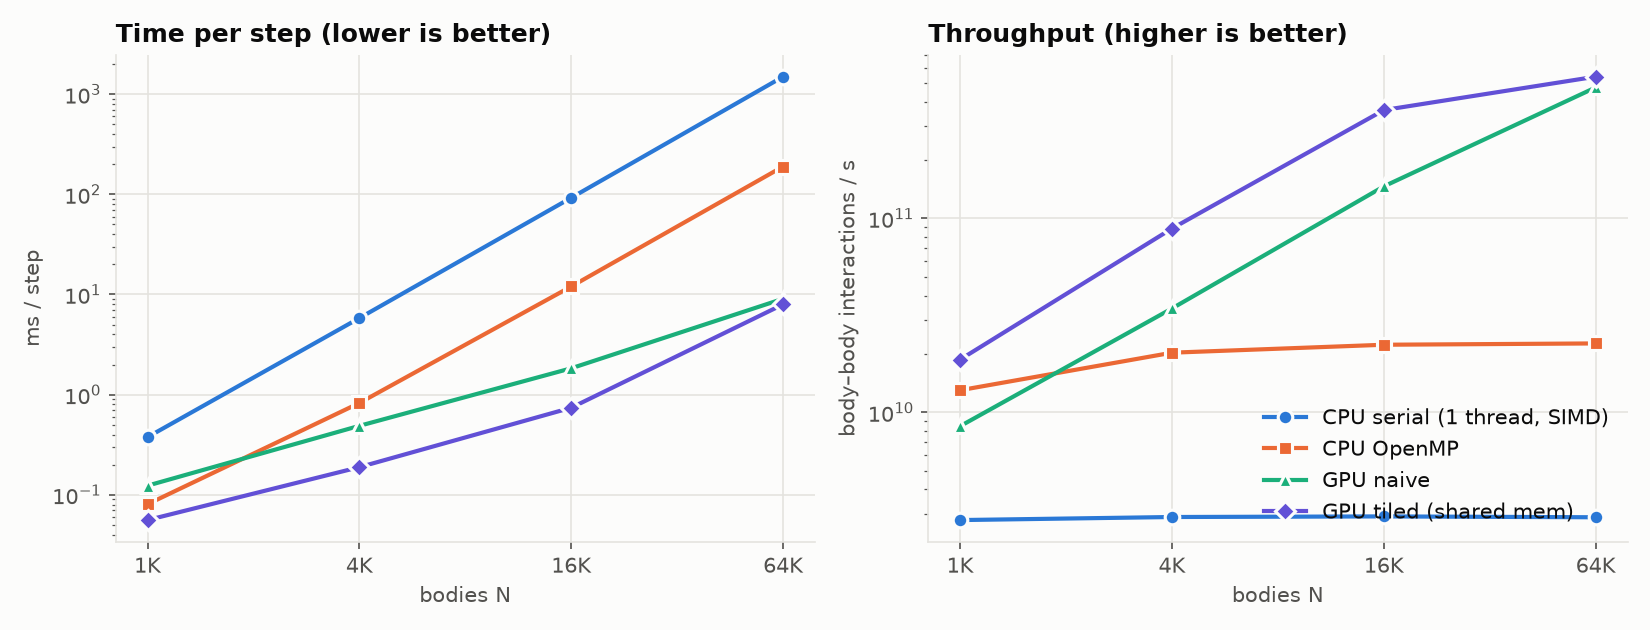 Time per step (lower is better)
ms / step
10³
10²
10¹
10⁰
10⁻¹
1K
4K
16K
64K
bodies N
Throughput (higher is better)
body–body interactions / s
10¹¹
10¹⁰
CPU serial (1 thread, SIMD)
CPU OpenMP
GPU naive
GPU tiled (shared mem)
1K
4K
16K
64K
bodies N